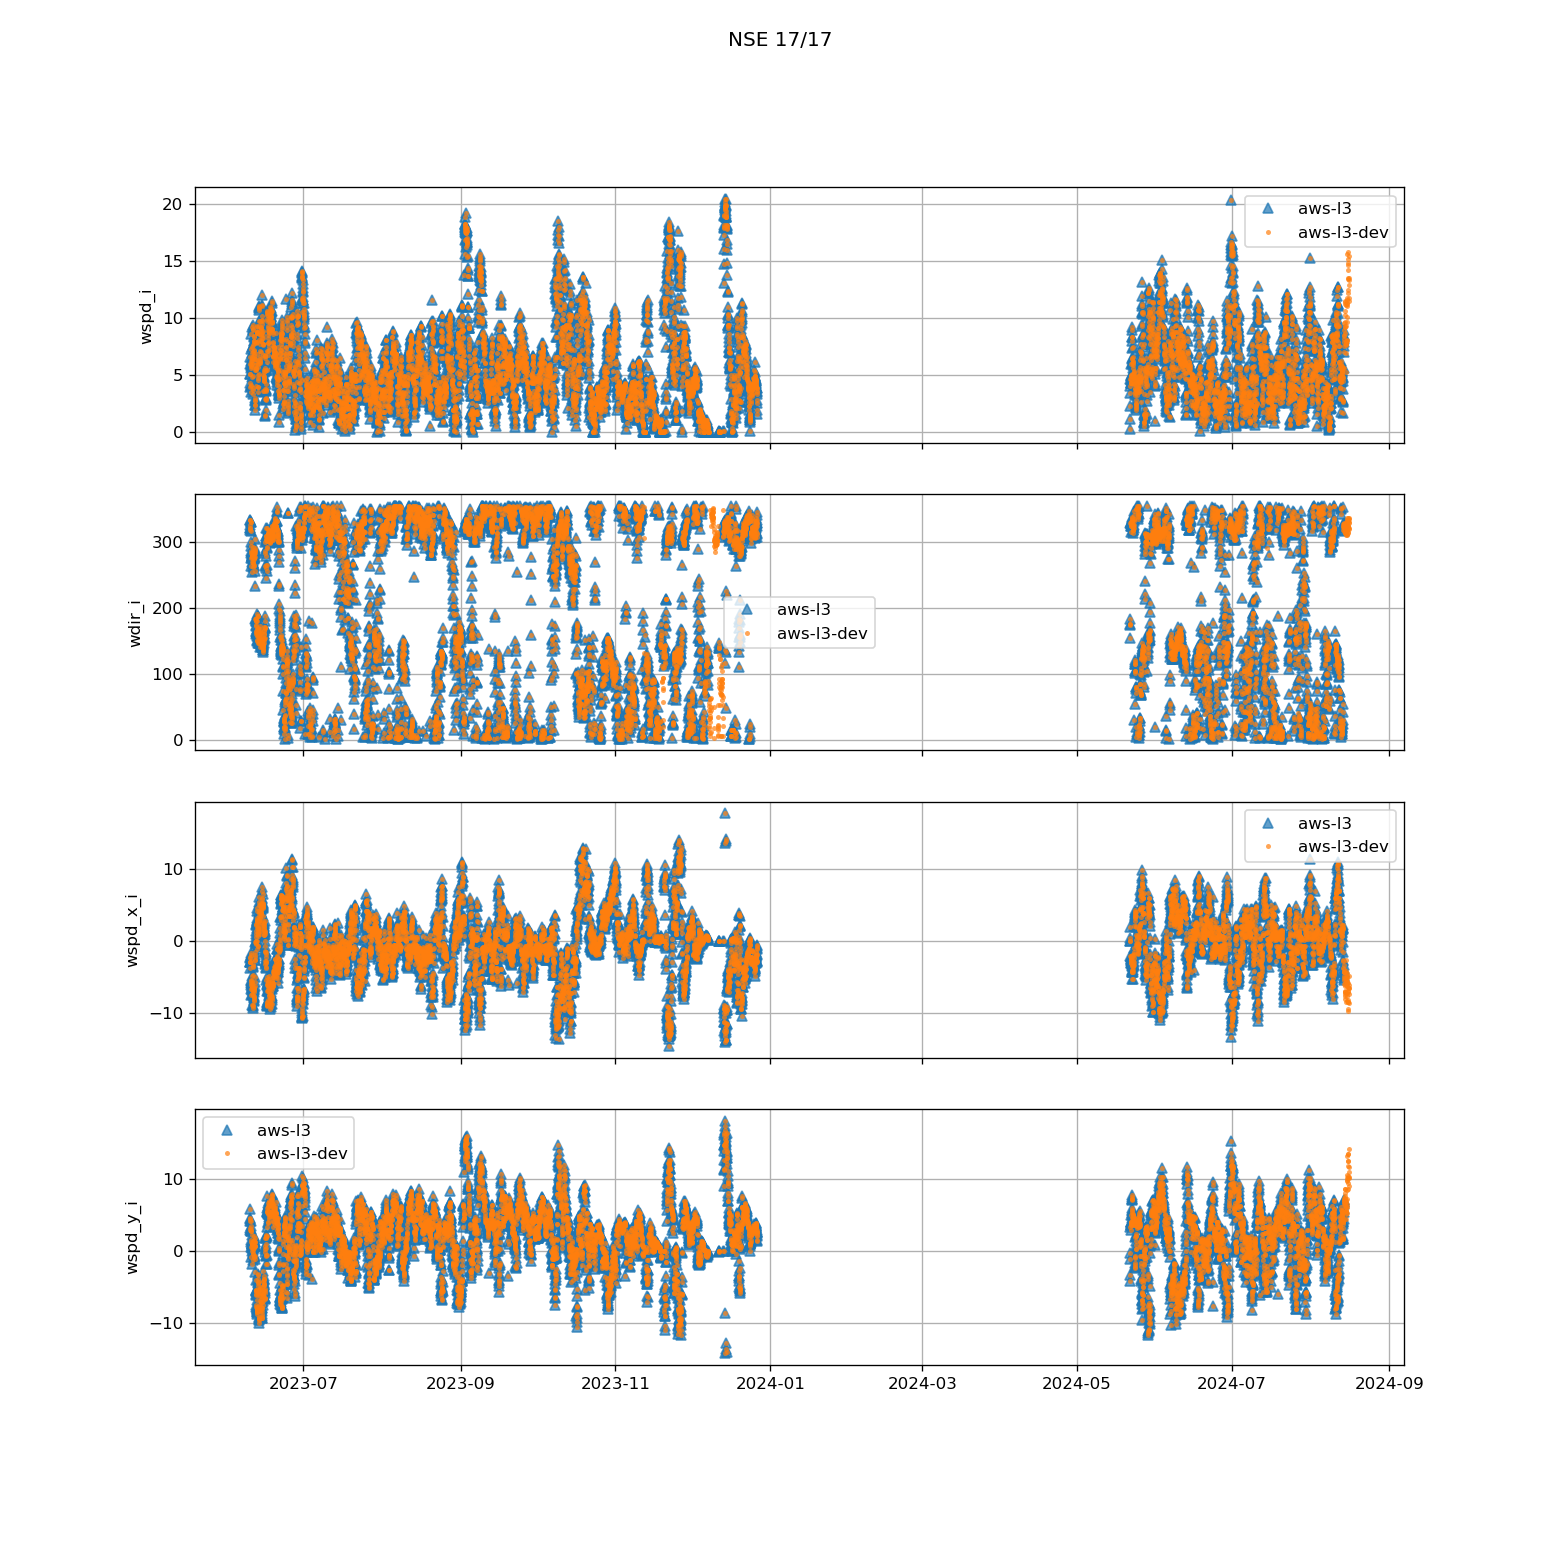 NSE 17/17
20
15
10
5
0
wspd_i
aws-l3
aws-l3-dev
300
200
100
0
wdir_i
aws-l3
aws-l3-dev
10
0
−10
wspd_x_i
aws-l3
aws-l3-dev
10
0
−10
wspd_y_i
aws-l3
aws-l3-dev
2023-07 2023-09 2023-11 2024-01 2024-03 2024-05 2024-07 2024-09